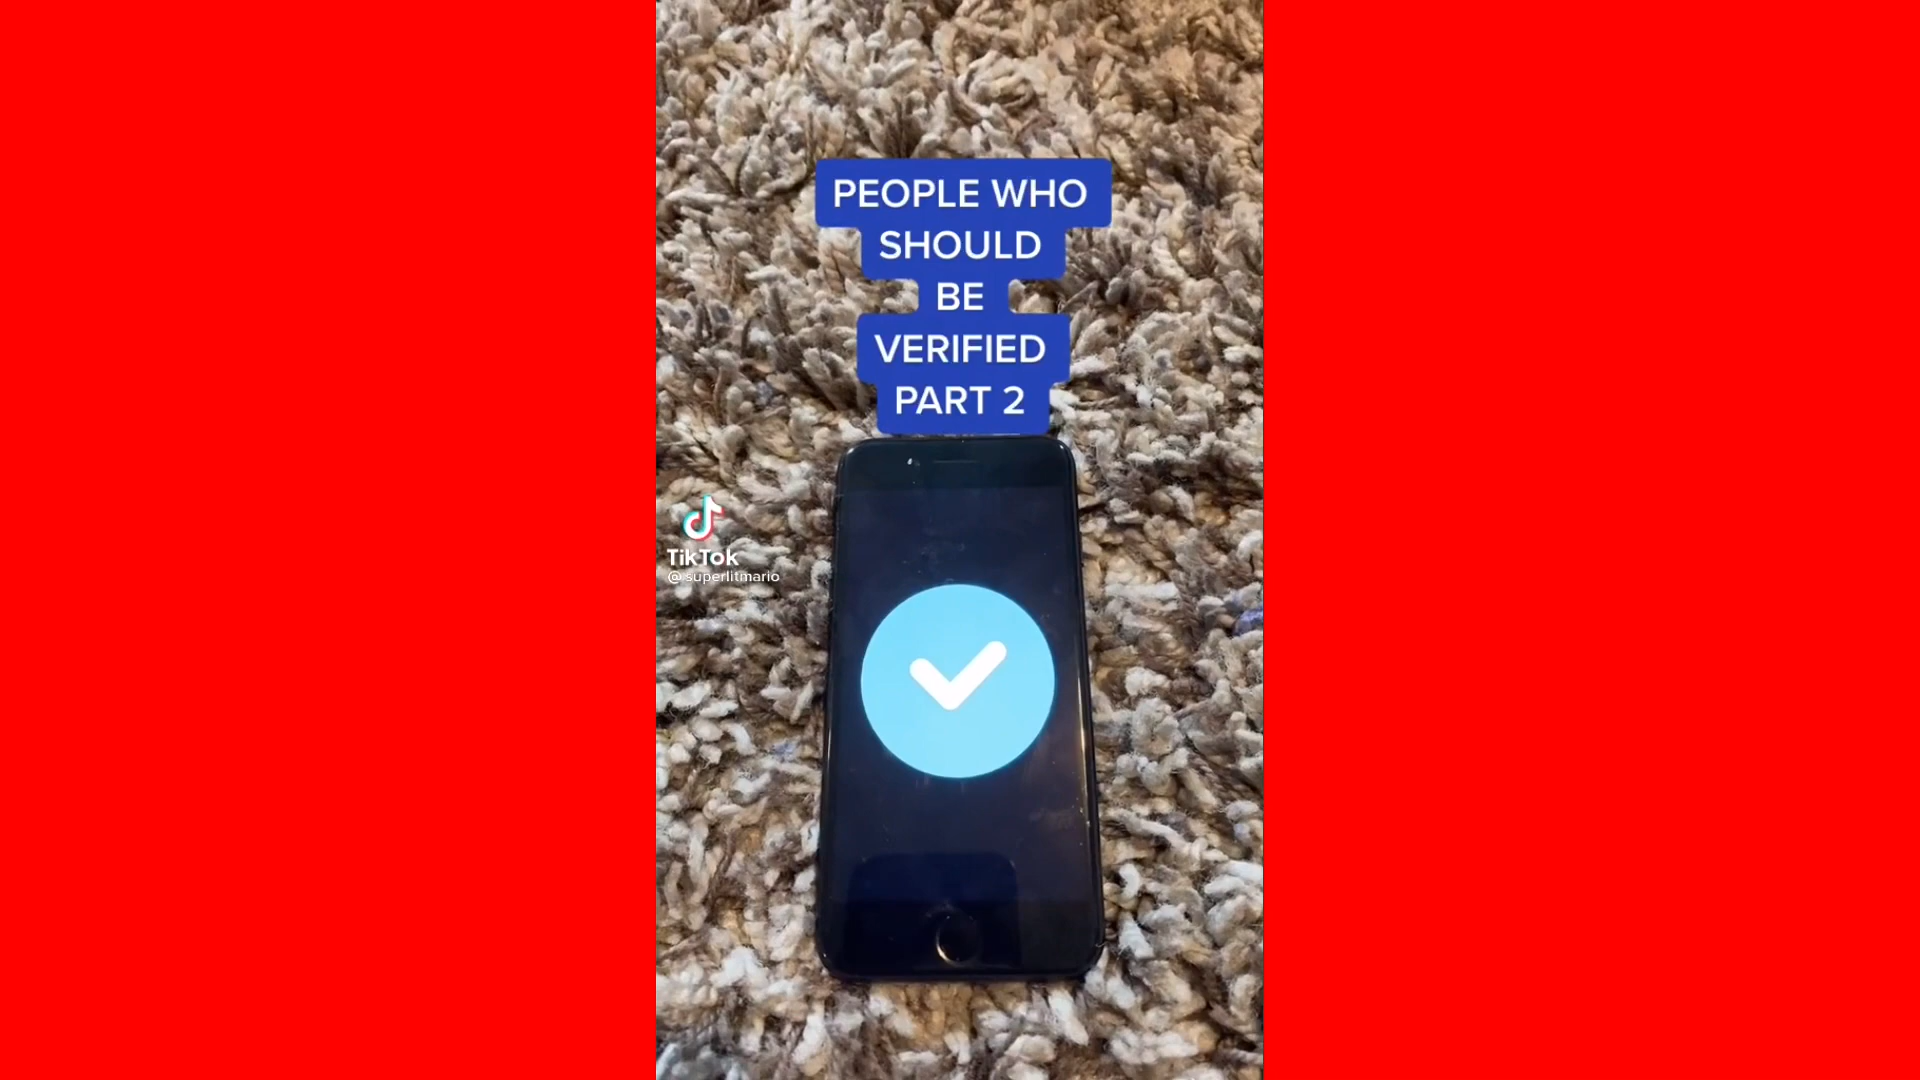 PEOPLE WHO
SHOULD
BE
VERIFIED
PART 2
TikTok
@ superlitmario